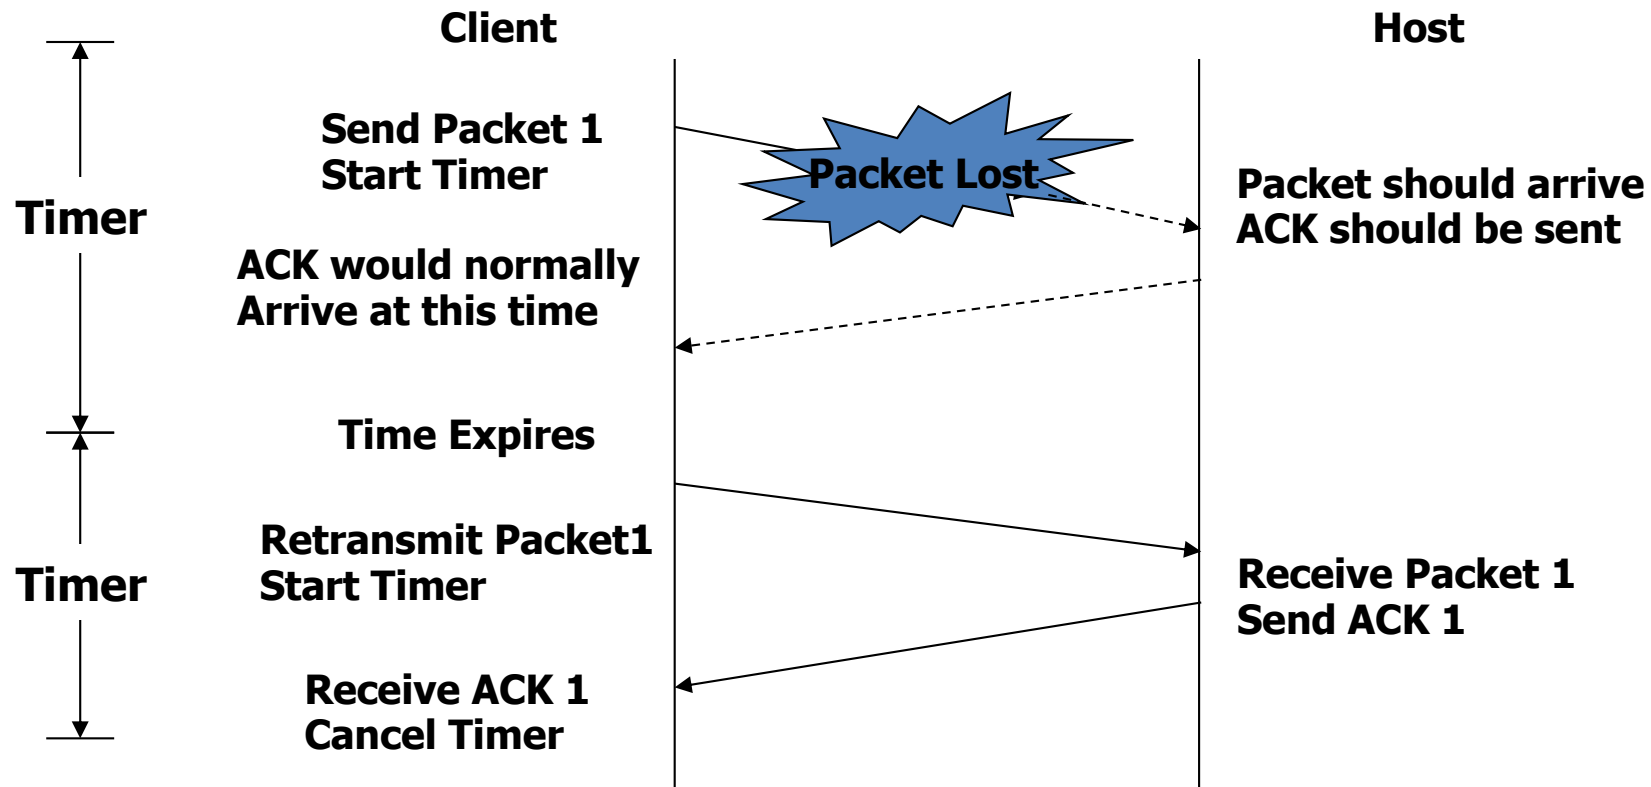 Client
Host
Send Packet 1
Start Timer
Packet Lost
Packet should arrive
ACK should be sent
Timer
ACK would normally
Arrive at this time
Time Expires
Retransmit Packet1
Start Timer
Timer
Receive Packet 1
Send ACK 1
Receive ACK 1
Cancel Timer